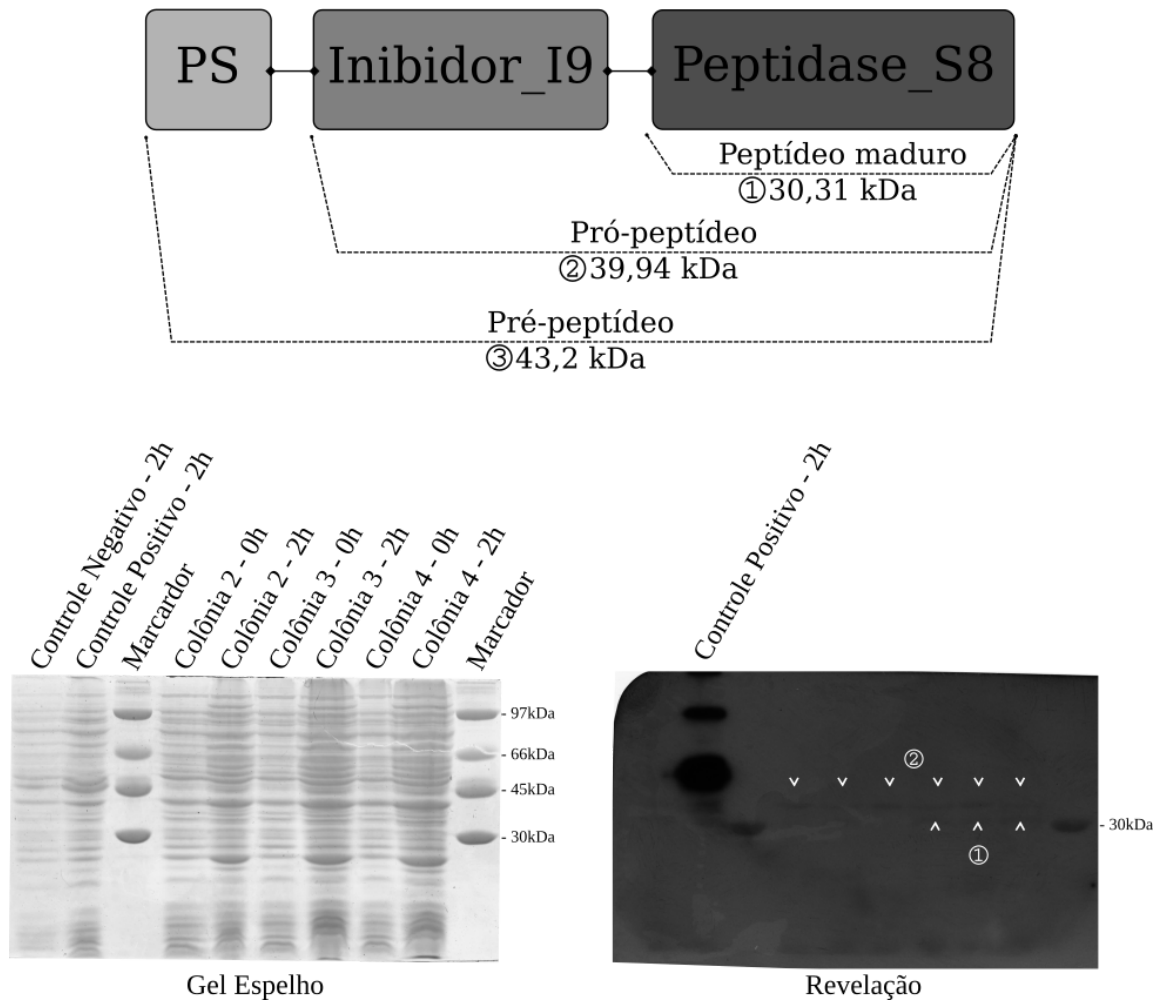 PS
Inibidor_I9
Peptidase_S8
Peptídeo maduro
①30,31 kDa
Pró-peptídeo
②39,94 kDa
Pré-peptídeo
③43,2 kDa
Controle Negativo - 2h
Controle Positivo - 2h
Marcardor
Colônia 2 - 0h
Colônia 2 - 2h
Colônia 3 - 0h
Colônia 3 - 2h
Colônia 4 - 0h
Colônia 4 - 2h
Marcador
- 97kDa
- 66kDa
- 45kDa
- 30kDa
Gel Espelho
Controle Positivo - 2h
②
- 30kDa
①
Revelação